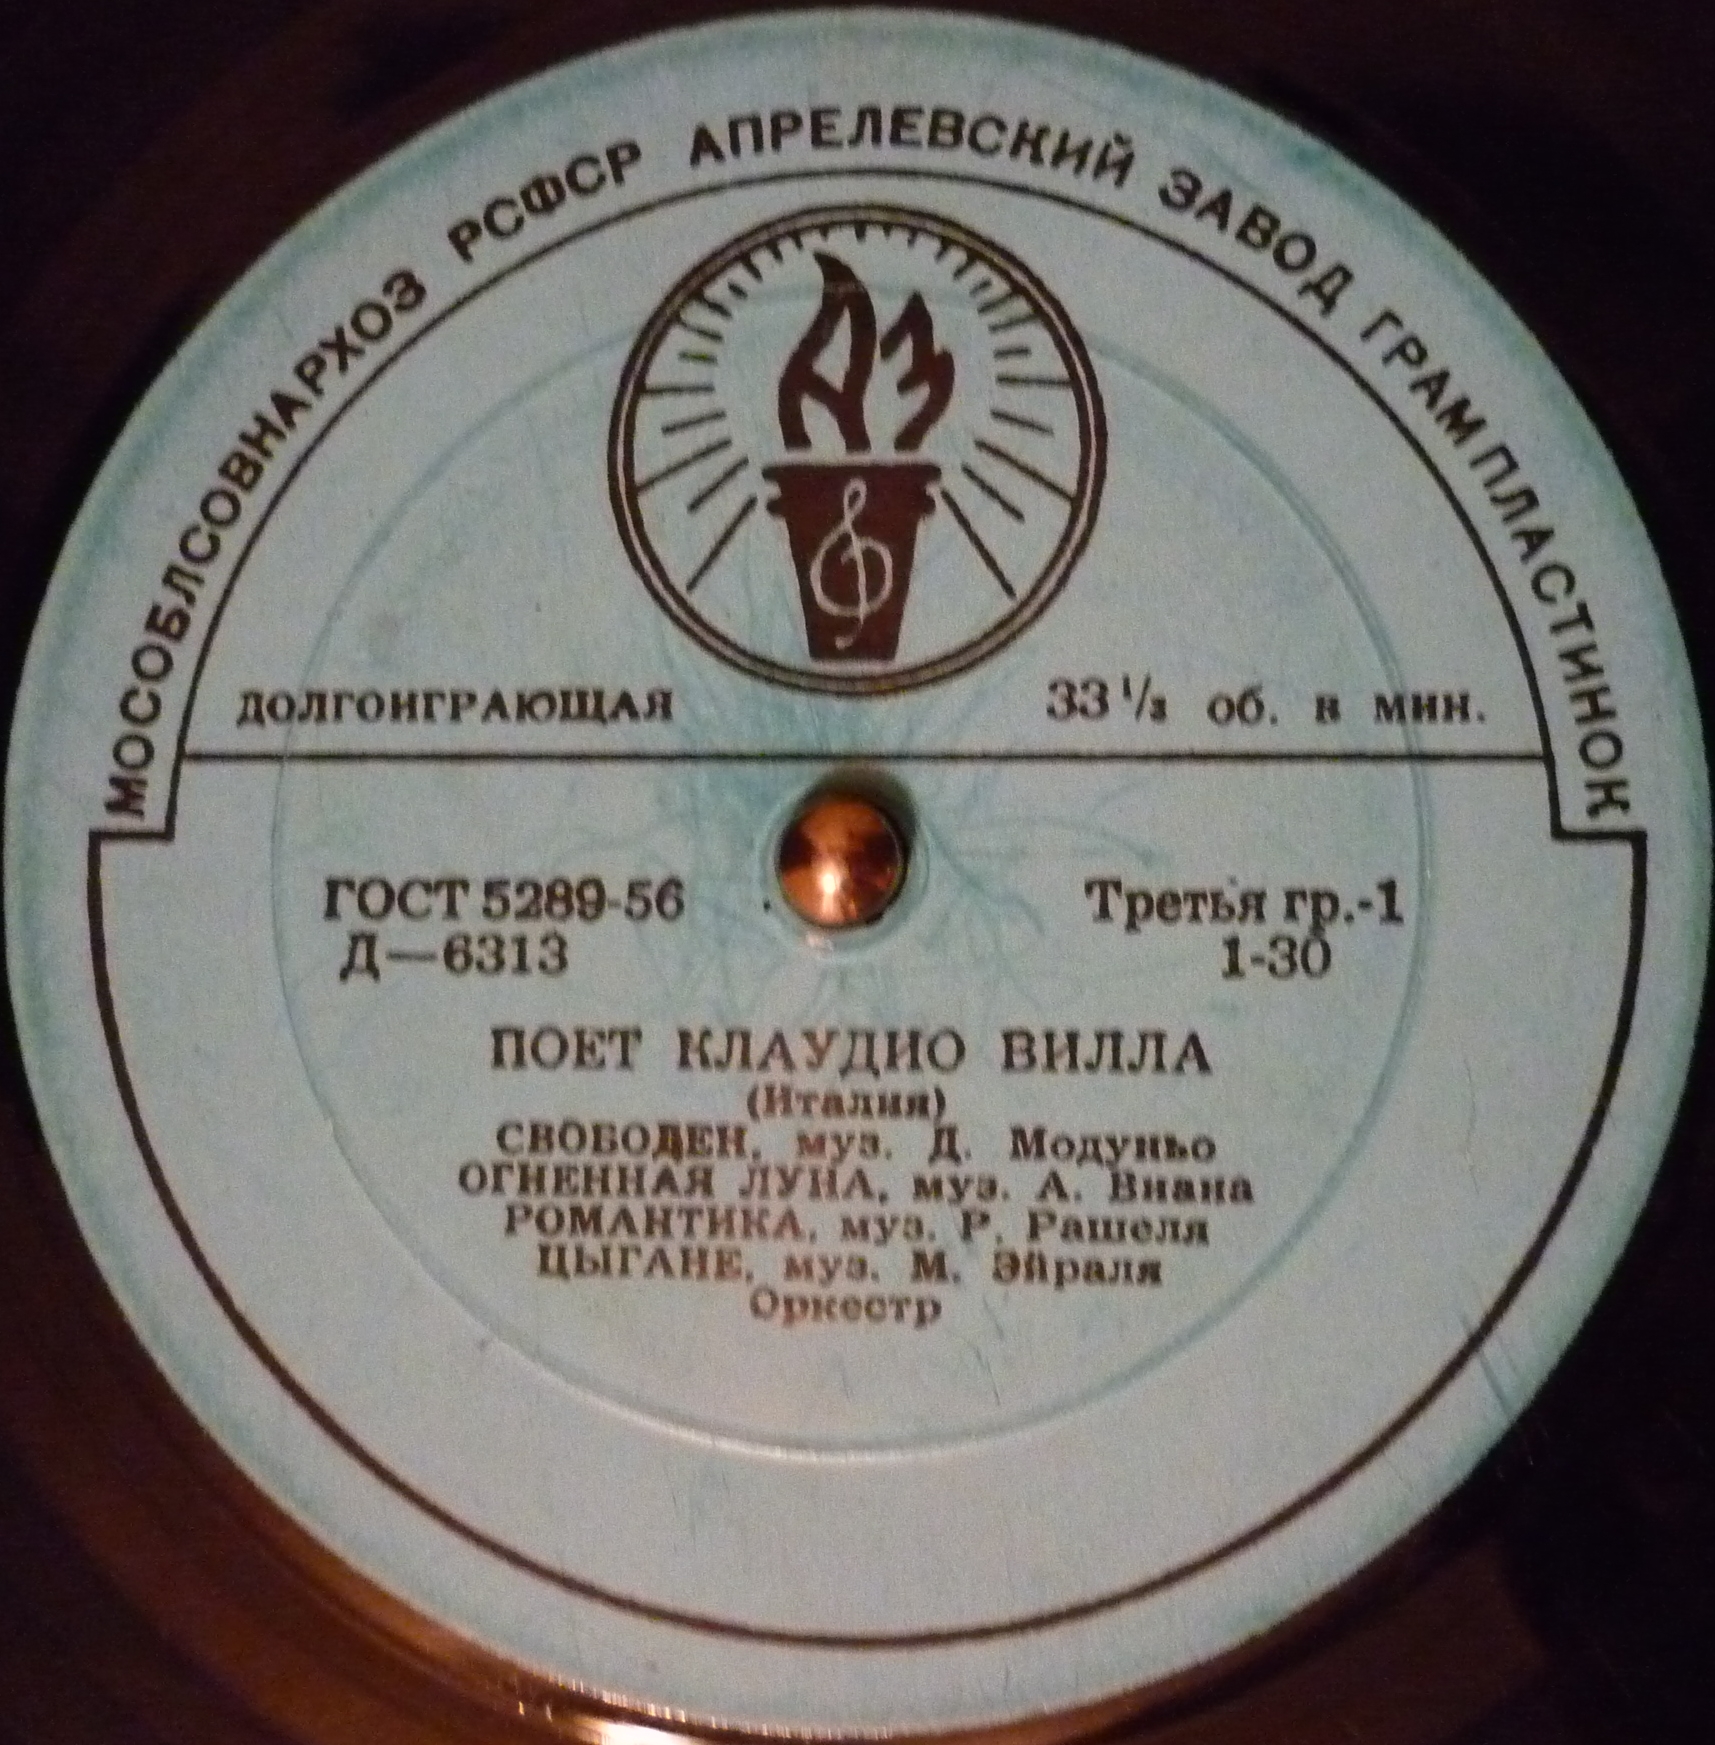 МОСОБЛСОВНАРХОЗ РСФСР АПРЕЛЕВСКИЙ ЗАВОД ГРАМПЛАСТИНОК
АЗ
ДОЛГОИГРАЮЩАЯ 33 1/3 об. в мин.
ГОСТ 5289-56 Третья гр.-1
Д—6313 1-30
ПОЕТ КЛАУДИО ВИЛЛА
(Италия)
СВОБОДЕН, муз. Д. Модуньо
ОГНЕННАЯ ЛУНА, муз. А. Виана
РОМАНТИКА, муз. Р. Рашеля
ЦЫГАНЕ, муз. М. Эйраля
Оркестр